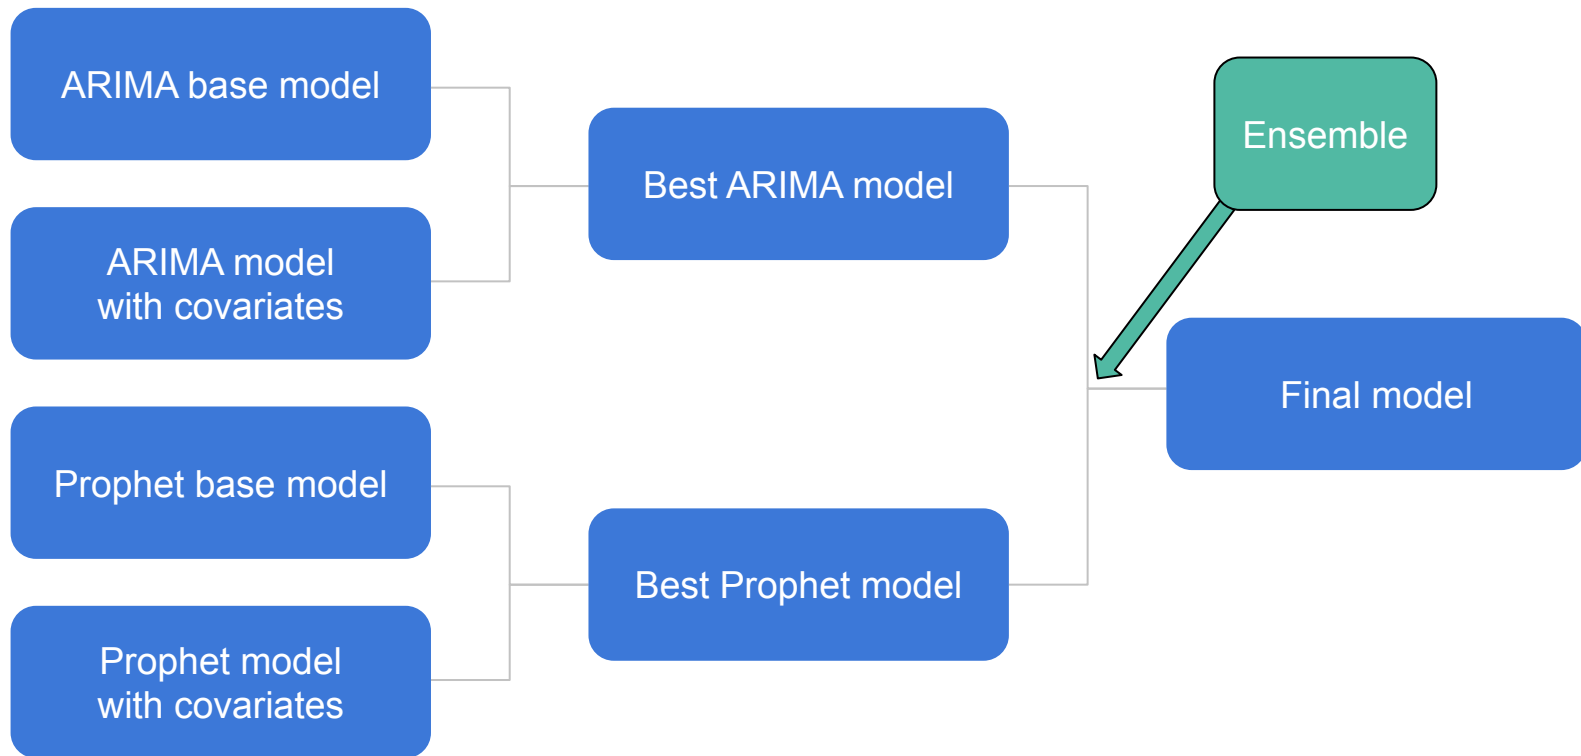 ARIMA base model
ARIMA model
with covariates
Prophet base model
Prophet model
with covariates
Best ARIMA model
Best Prophet model
Ensemble
Final model